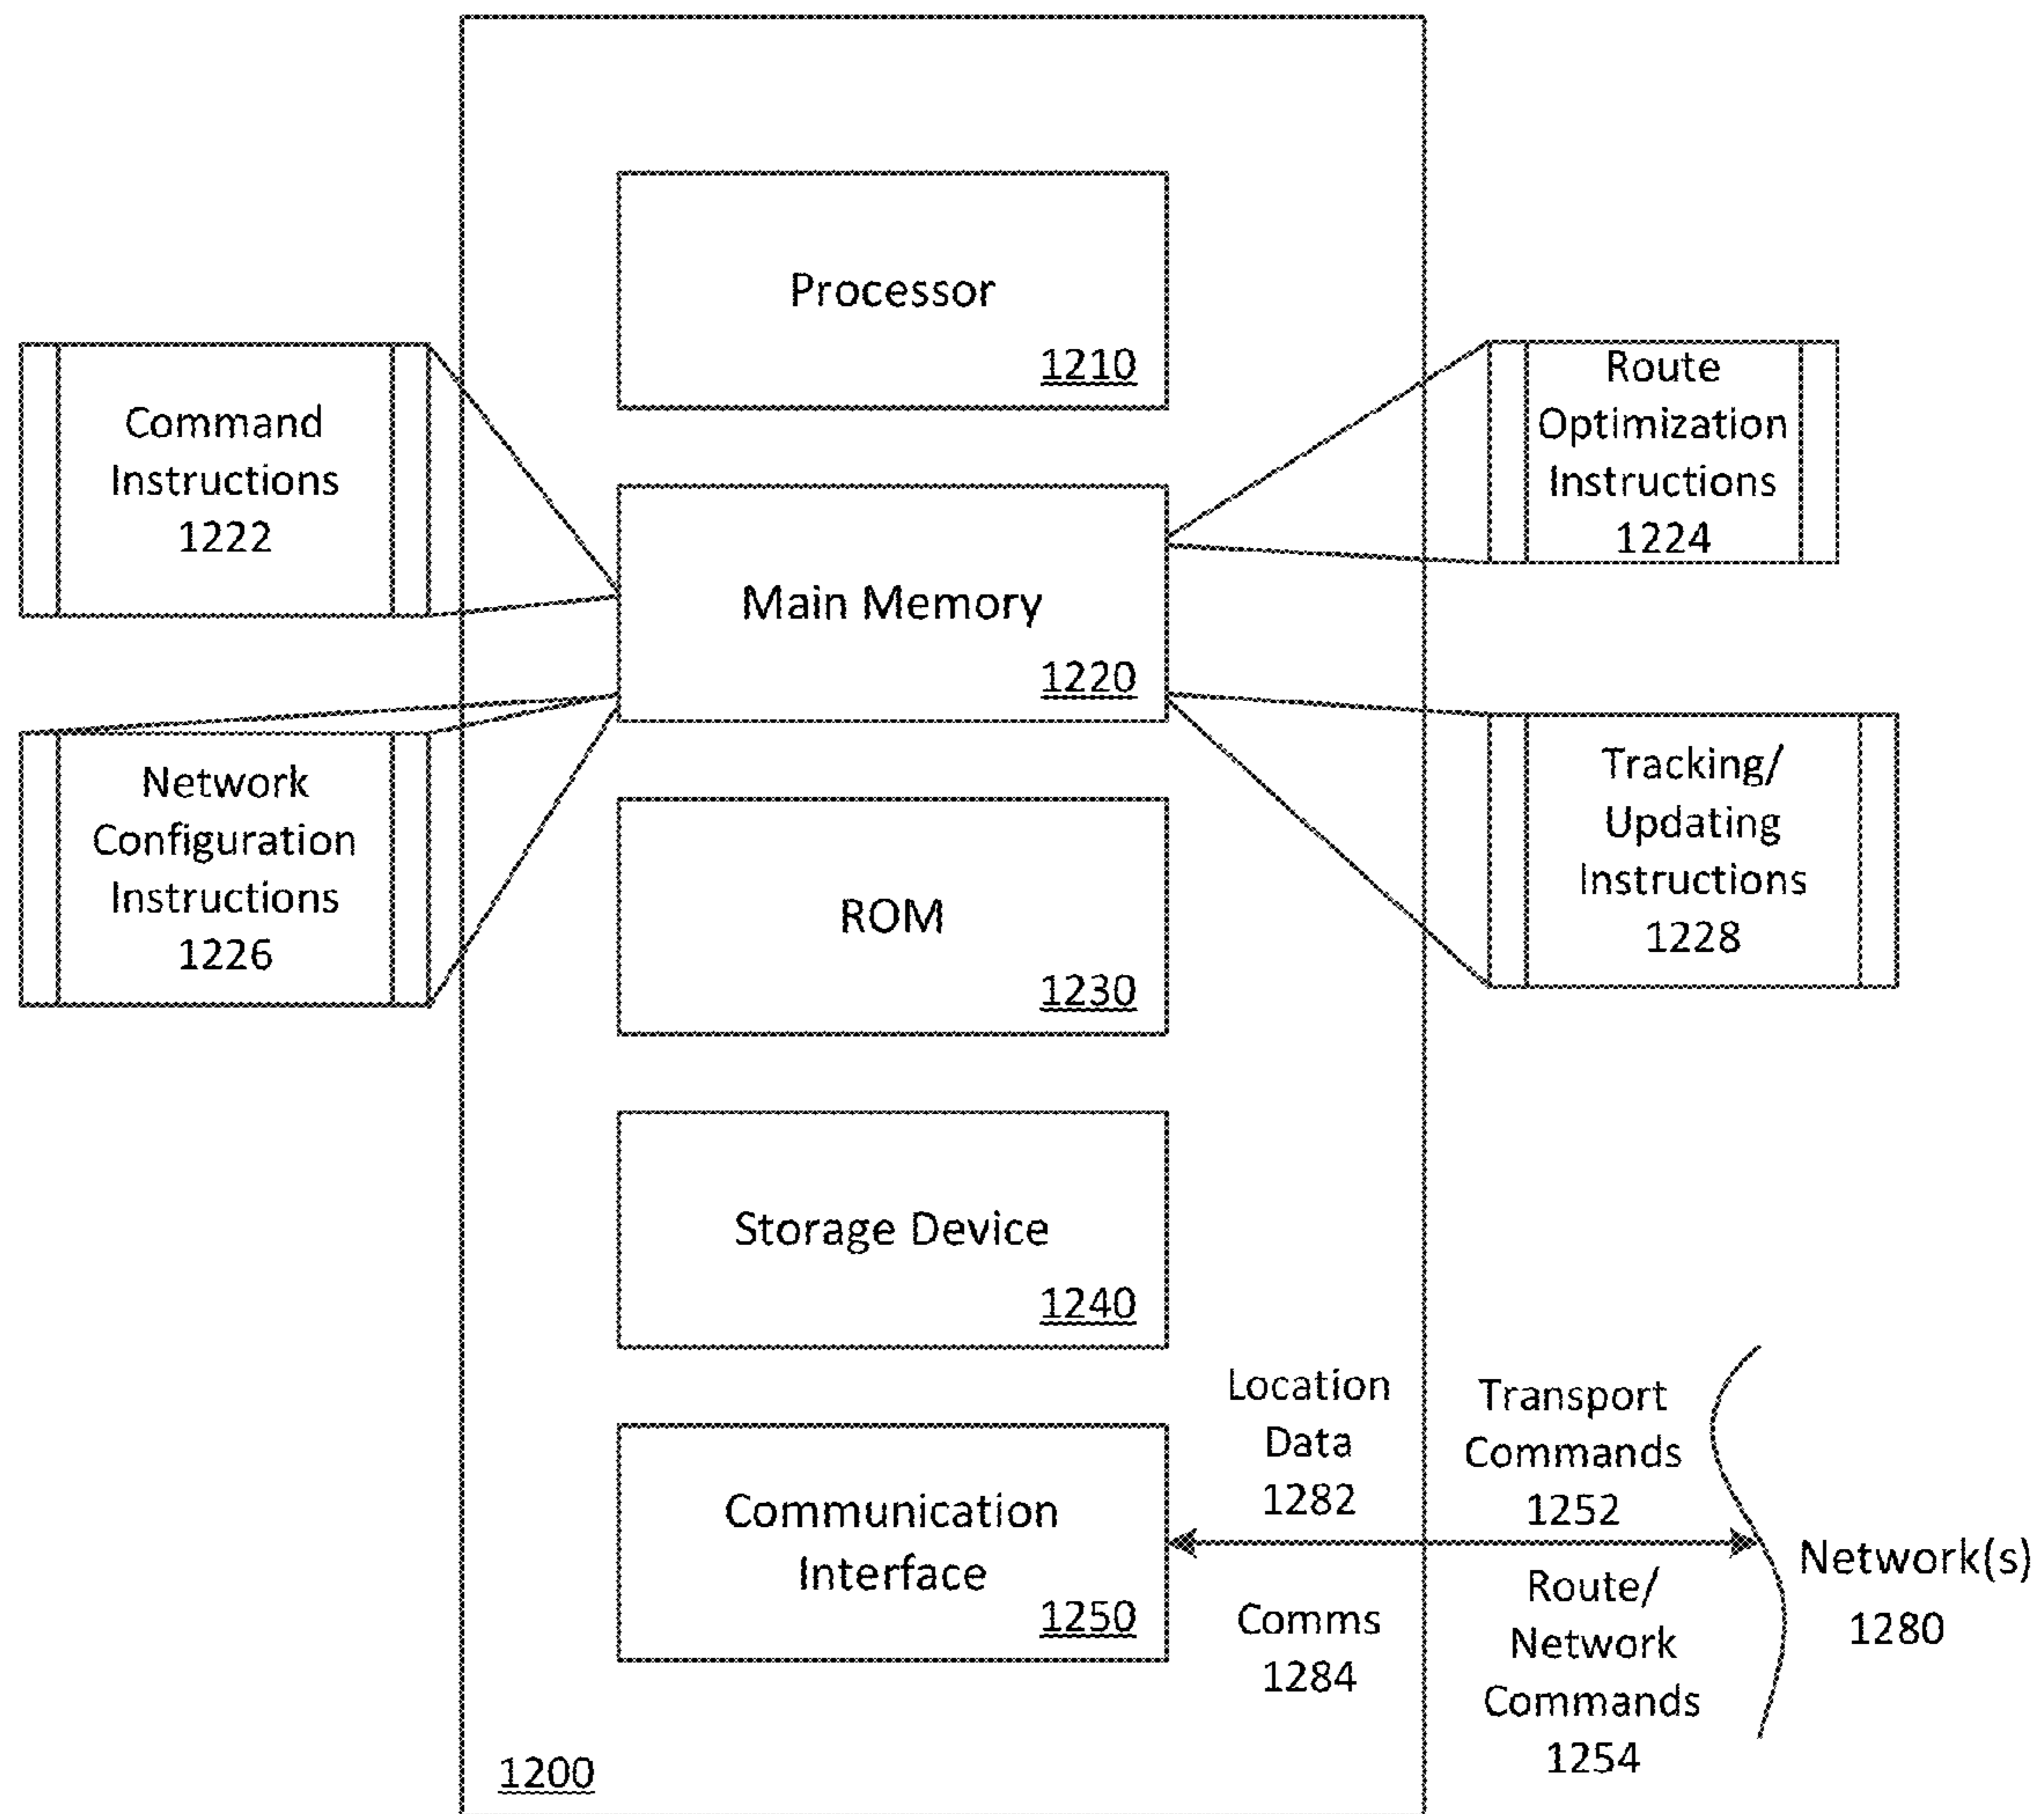 Processor
1210
Command
Instructions
1222
Route
Optimization
Instructions
1224
Main Memory
1220
Network
Configuration
Instructions
1226
Tracking/
Updating
Instructions
1228
ROM
1230
Storage Device
1240
Location
Data
1282
Transport
Commands
1252
Communication
Interface
1250
Comms
1284
Route/
Network
Commands
1254
Network(s)
1280
1200